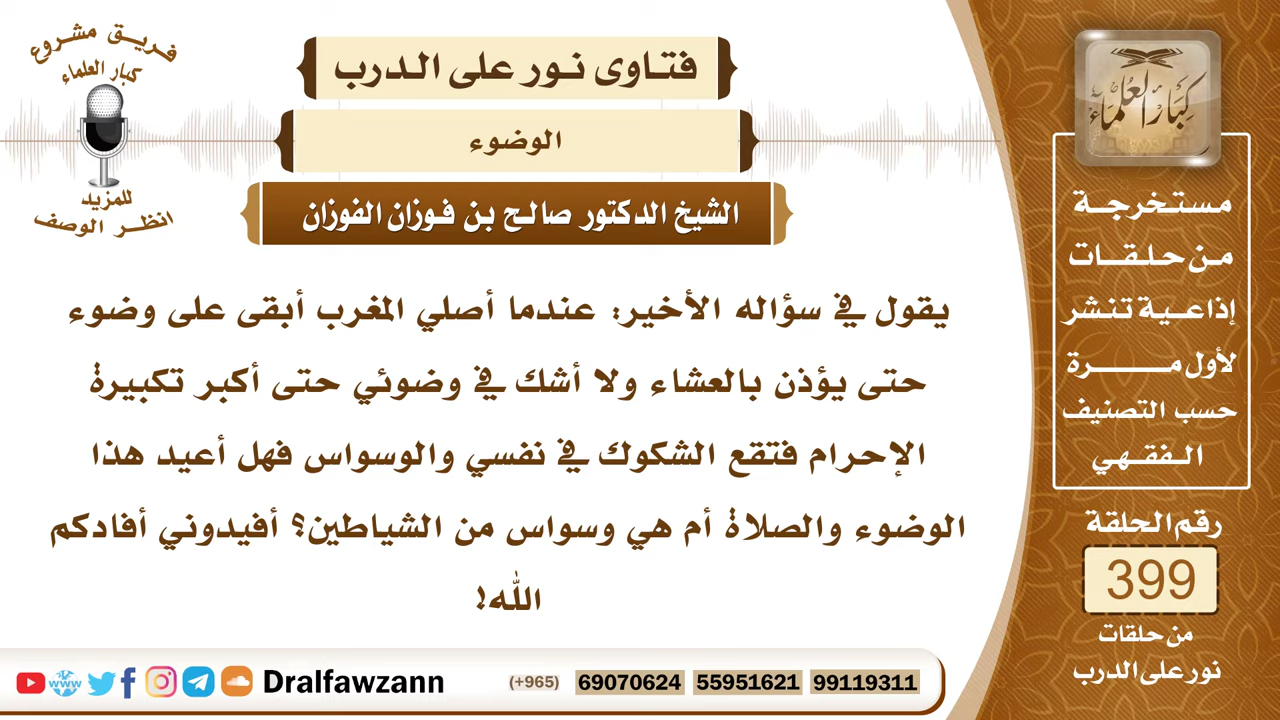 فريق مشروع
كبار العلماء
للمزيد
انظر الوصف
فتاوى نور على الدرب
الوضوء
الشيخ الدكتور صالح بن فوزان الفوزان
يقول في سؤاله الأخير: عندما أصلي المغرب أبقى على وضوء
حتى يؤذن بالعشاء ولا أشك في وضوئي حتى أكبر تكبيرة
الإحرام فتقع الشكوك في نفسي والوسواس فهل أعيد هذا
الوضوء والصلاة أم هي وسواس من الشياطين؟ أفيدوني أفادكم
الله!
كبار العلماء
مستخرجة
من حلقات
إذاعية تنشر
لأول مرة
حسب التصنيف
الفقهي
رقم الحلقة
399
من حلقات
نور على الدرب
www
Dralfawzann
(+965) 69070624 55951621 99119311